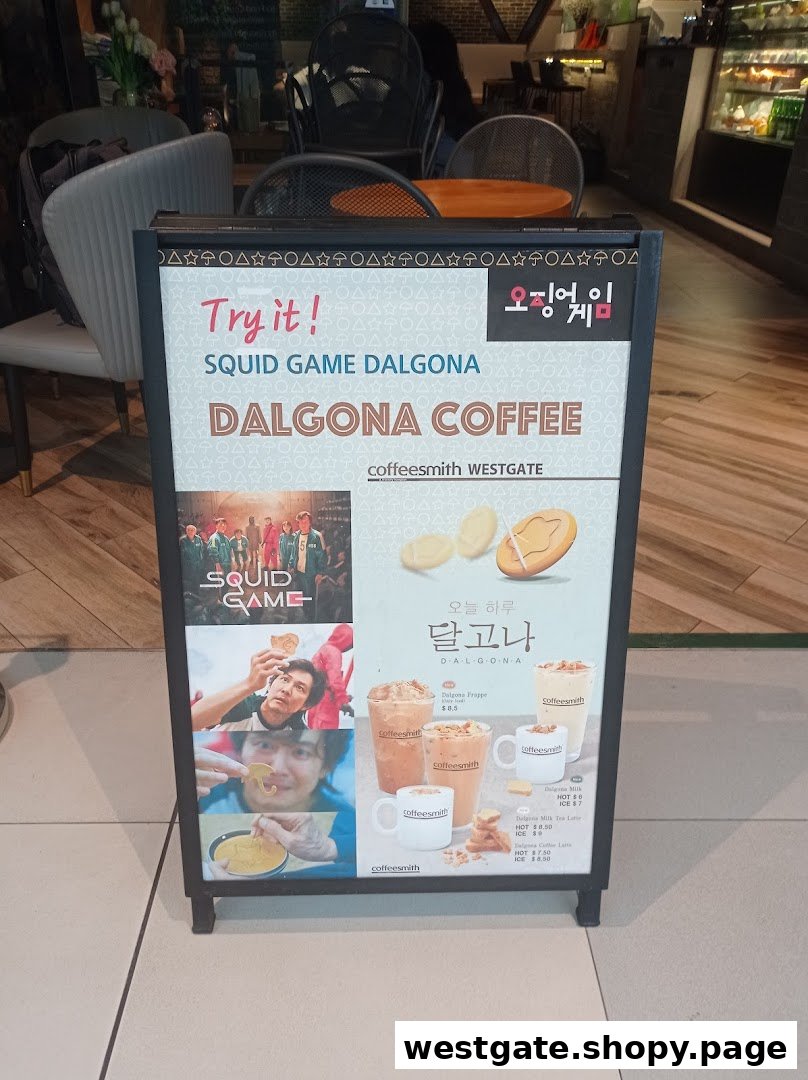 Try it!
오징어게임
SQUID GAME DALGONA
DALGONA COFFEE
coffeesmith WESTGATE
SQUID GAME
오늘 하루
달고나
D·A·L·G·O·N·A
Dalgona Frappe
$ 8.5
coffeesmith
coffeesmith
coffeesmith
coffeesmith
coffeesmith
Dalgona Milk
HOT $ 6
ICE $ 7
Dalgona Milk Tea Latte
HOT $ 8.50
ICE $ 9
Dalgona Coffee Latte
HOT $ 7.50
ICE $ 8.50
coffeesmith
westgate.shopy.page